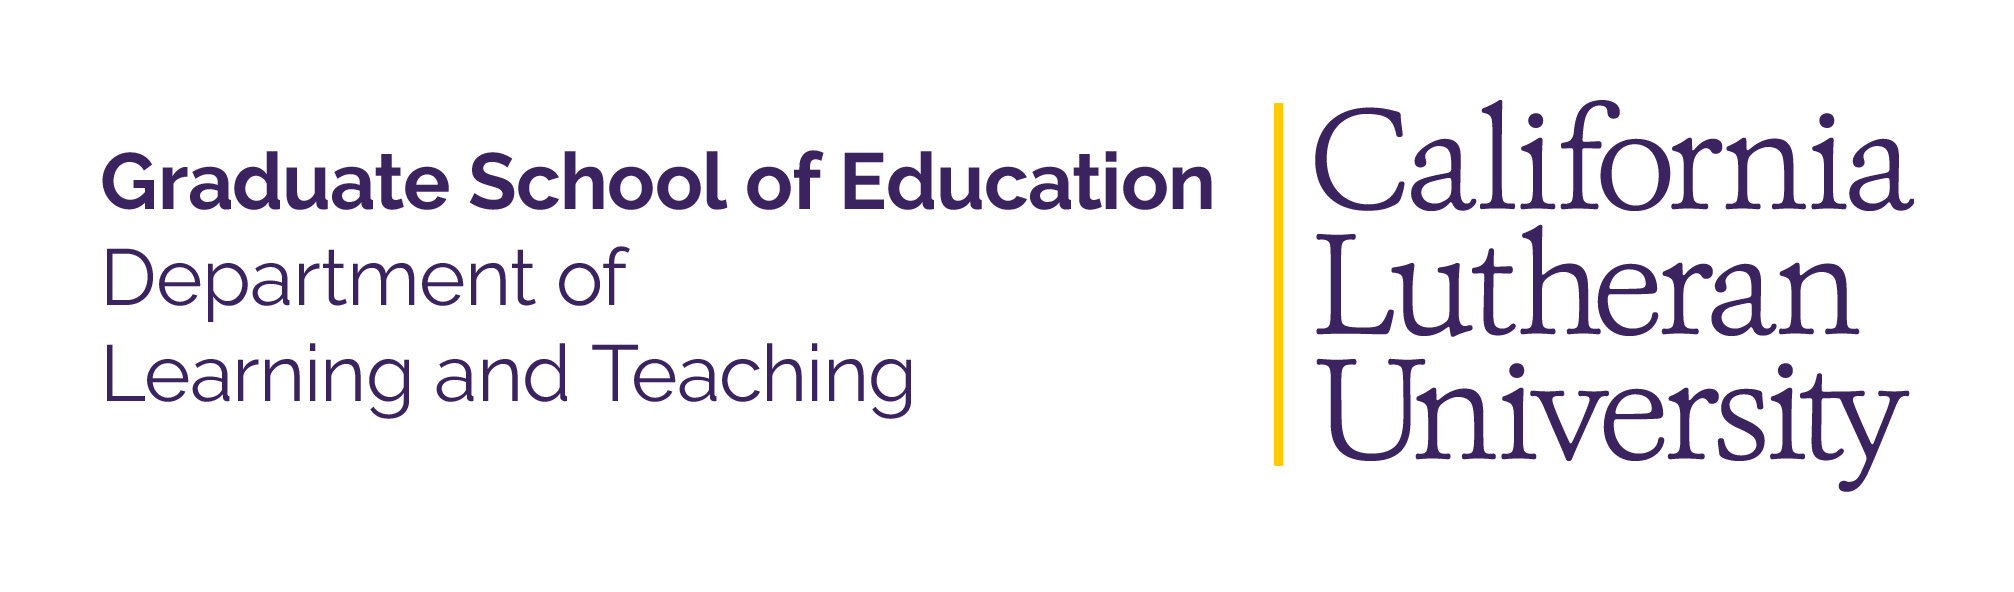 Graduate School of Education
Department of
Learning and Teaching
California
Lutheran
University